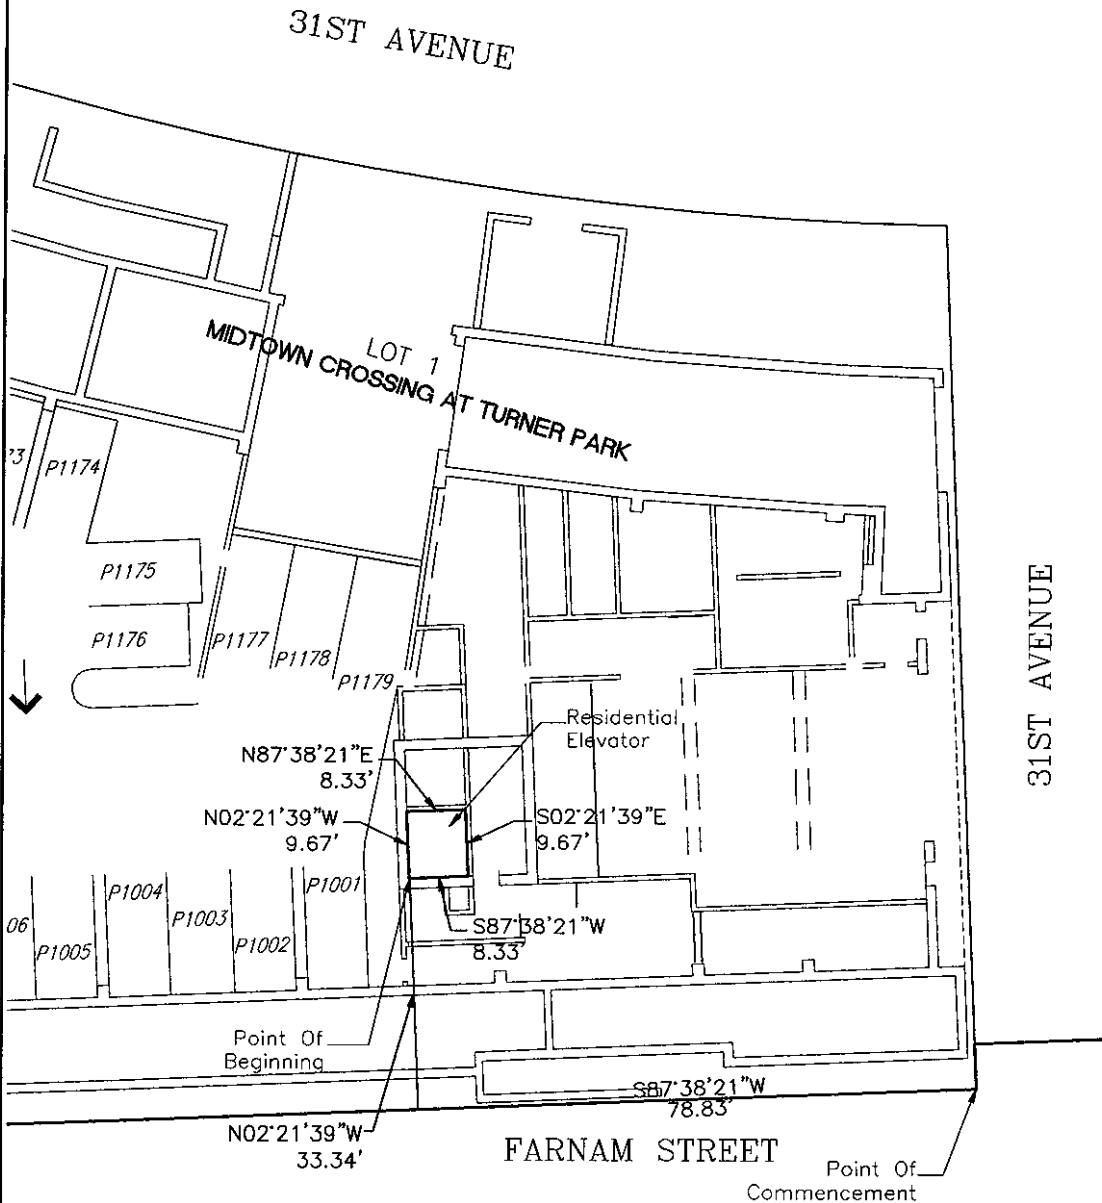 31ST AVENUE
LOT 1
MIDTOWN CROSSING AT TURNER PARK
P1174
P1175
P1176
P1177
P1178
P1179
31ST AVENUE
Residential
Elevator
N87°38'21"E
8.33'
N02°21'39"W
9.67'
S02°21'39"E
9.67'
P1001
P1004
P1003
P1002
06
P1005
S87°38'21"W
8.33'
Point Of
Beginning
S87°38'21"W
78.83'
N02°21'39"W
33.34'
FARNAM STREET
Point Of
Commencement